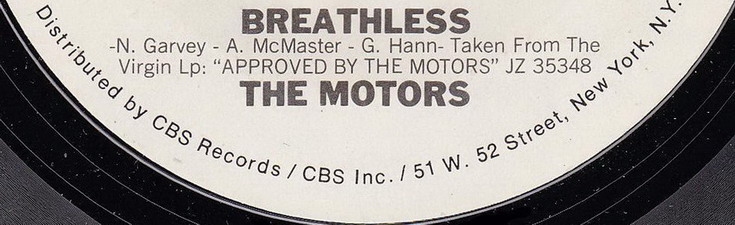 BREATHLESS
-N. Garvey - A. McMaster - G. Hann- Taken From The
Virgin Lp: “APPROVED BY THE MOTORS” JZ 35348
THE MOTORS
Distributed by CBS Records / CBS Inc. / 51 W. 52 Street, New York, N.Y.